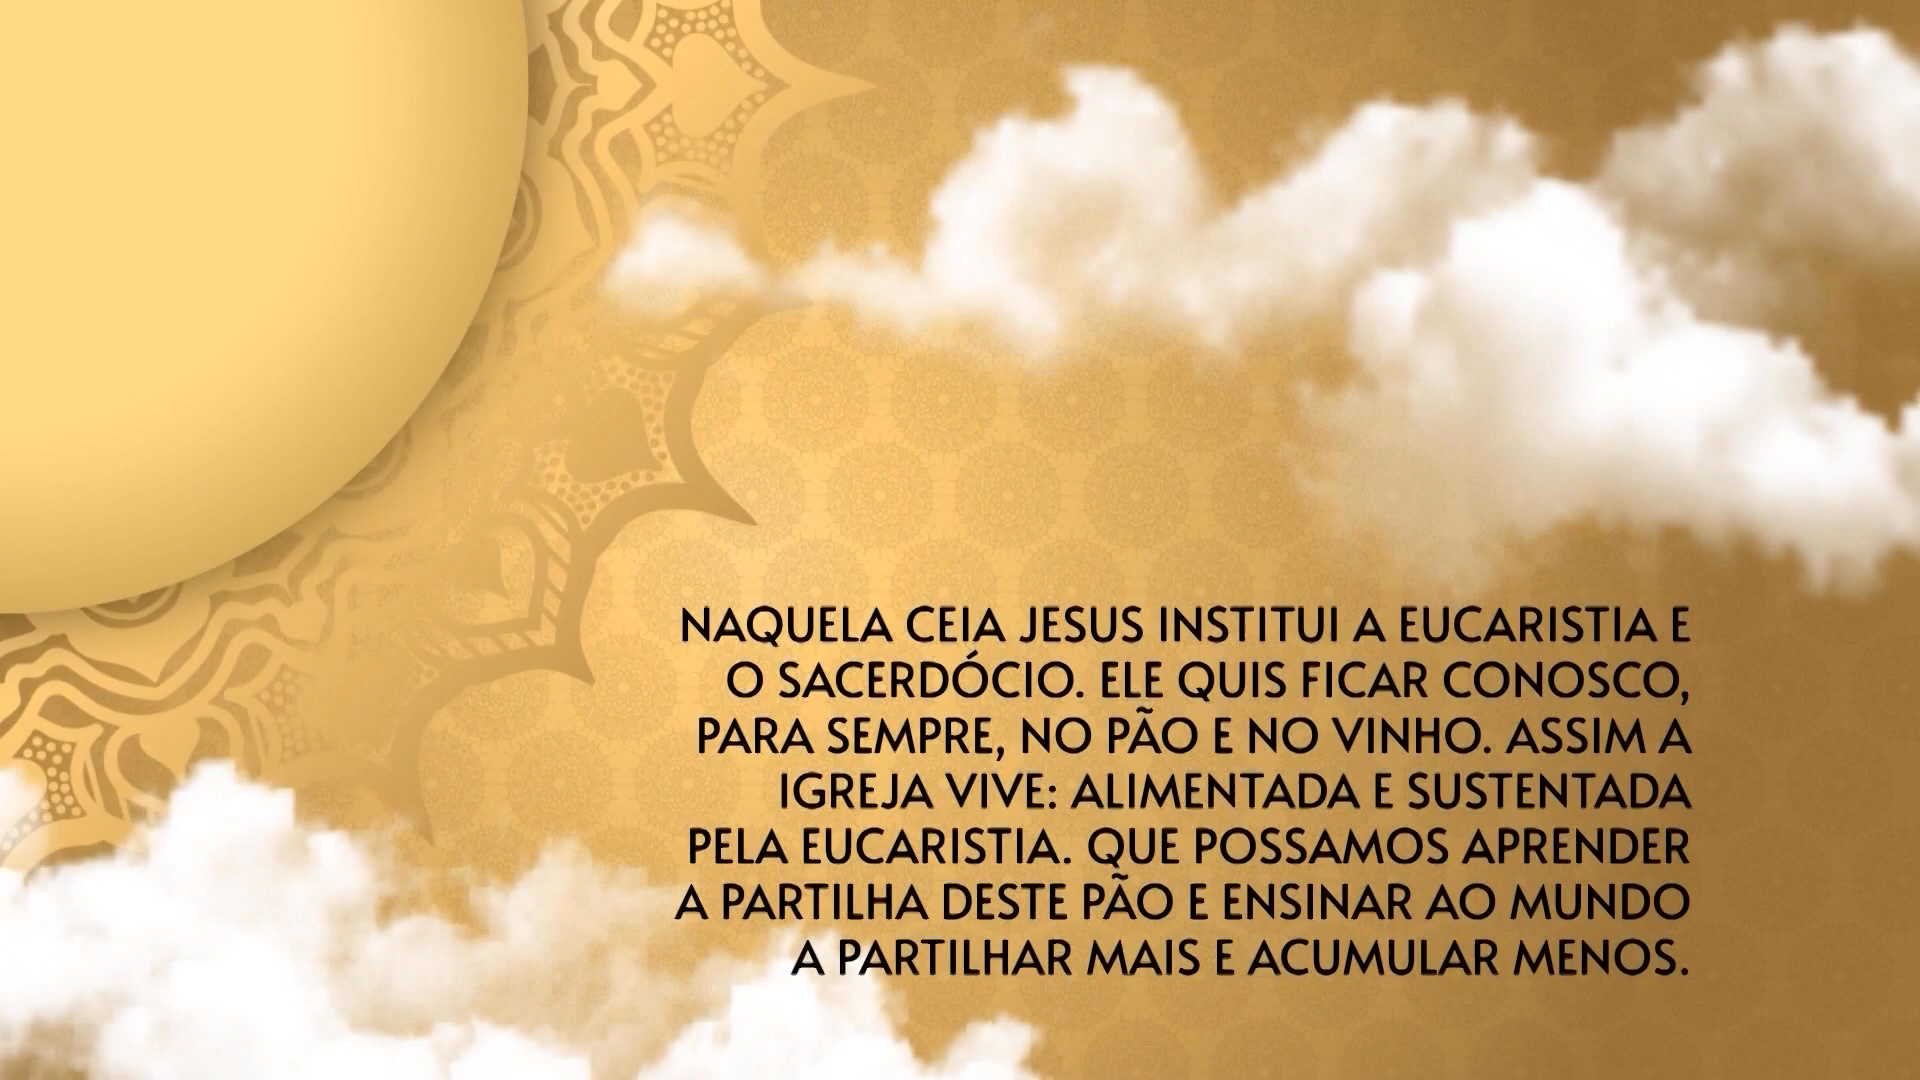 NAQUELA CEIA JESUS INSTITUI A EUCARISTIA E
O SACERDÓCIO. ELE QUIS FICAR CONOSCO,
PARA SEMPRE, NO PÃO E NO VINHO. ASSIM A
IGREJA VIVE: ALIMENTADA E SUSTENTADA
PELA EUCARISTIA. QUE POSSAMOS APRENDER
A PARTILHA DESTE PÃO E ENSINAR AO MUNDO
A PARTILHAR MAIS E ACUMULAR MENOS.